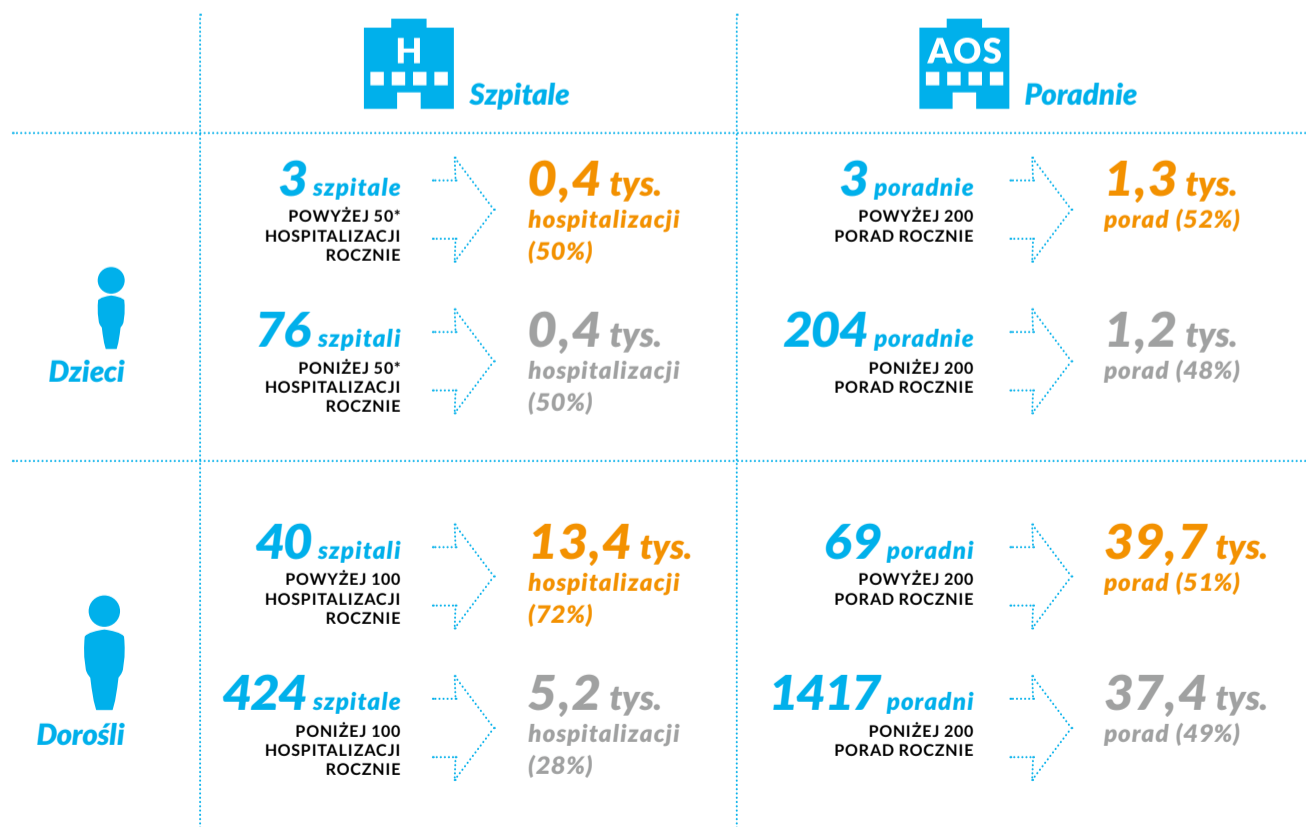 H
Szpitale
AOS
Poradnie
Dzieci
3 szpitale
POWYŻEJ 50*
HOSPITALIZACJI
ROCZNIE
0,4 tys.
hospitalizacji
(50%)
3 poradnie
POWYŻEJ 200
PORAD ROCZNIE
1,3 tys.
porad (52%)
76 szpitali
PONIŻEJ 50*
HOSPITALIZACJI
ROCZNIE
0,4 tys.
hospitalizacji
(50%)
204 poradnie
PONIŻEJ 200
PORAD ROCZNIE
1,2 tys.
porad (48%)
Dorośli
40 szpitali
POWYŻEJ 100
HOSPITALIZACJI
ROCZNIE
13,4 tys.
hospitalizacji
(72%)
69 poradni
POWYŻEJ 200
PORAD ROCZNIE
39,7 tys.
porad (51%)
424 szpitale
PONIŻEJ 100
HOSPITALIZACJI
ROCZNIE
5,2 tys.
hospitalizacji
(28%)
1417 poradni
PONIŻEJ 200
PORAD ROCZNIE
37,4 tys.
porad (49%)